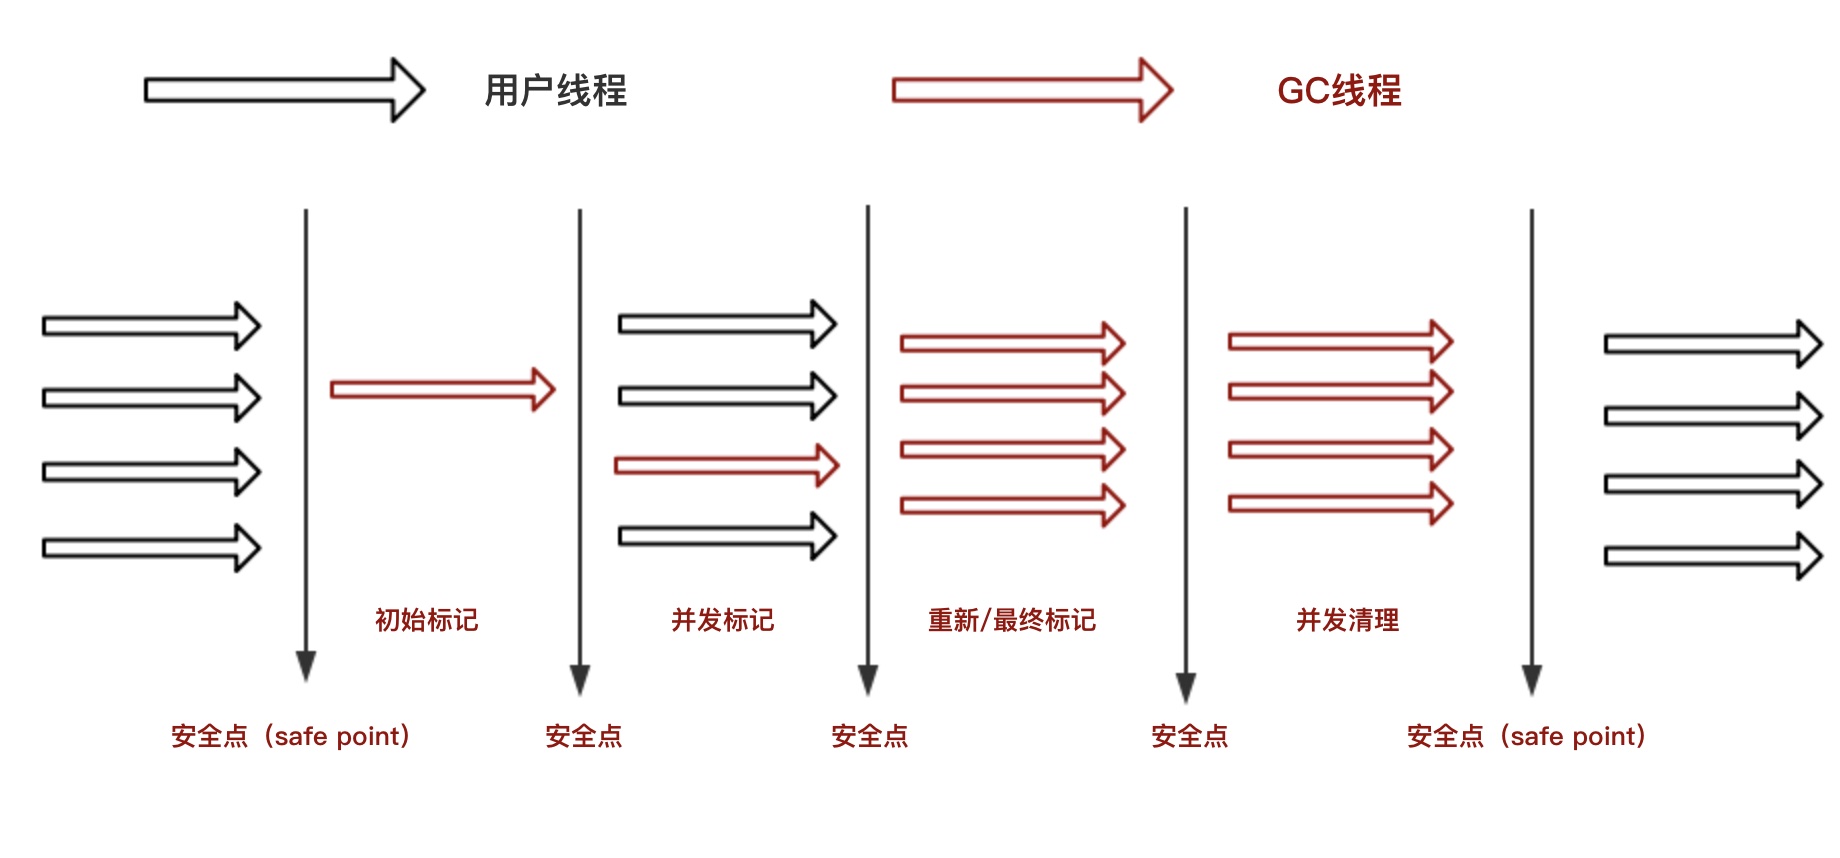 用户线程
GC线程
初始标记
并发标记
重新/最终标记
并发清理
安全点（safe point）
安全点
安全点
安全点
安全点（safe point）